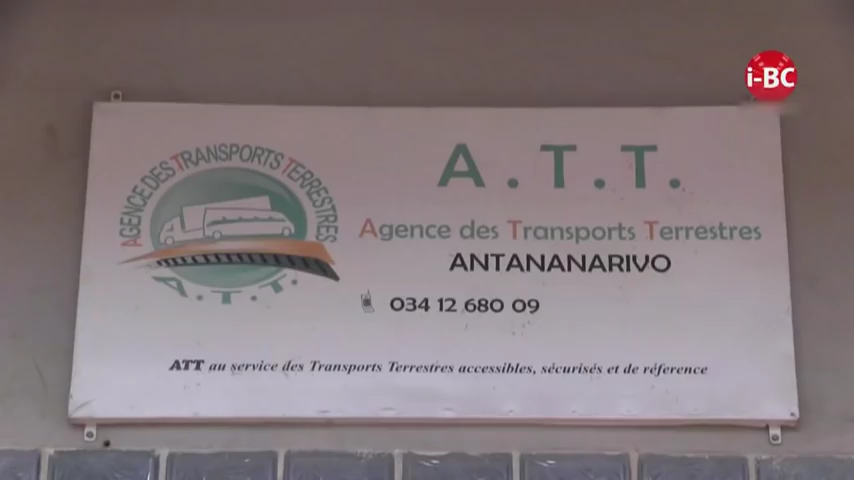 i-BC
AGENCE DES TRANSPORTS TERRESTRES
A.T.T.
A.T.T.
Agence des Transports Terrestres
ANTANANARIVO
034 12 680 09
ATT au service des Transports Terrestres accessibles, sécurisés et de réference